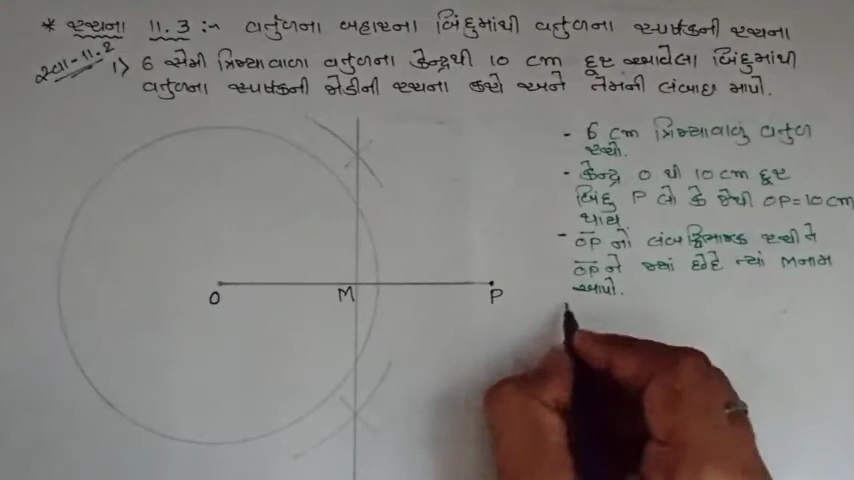 * રચના 11.3 :- વર્તુળના બહારના બિંદુમાંથી વર્તુળના સ્પર્શકની રચના
સ્વા-11.2
1) 6 સેમી ત્રિજ્યાવાળા વર્તુળના કેન્દ્રથી 10 cm દૂર આવેલા બિંદુમાંથી
વર્તુળના સ્પર્શકની જોડીની રચના કરો અને તેમની લંબાઇ માપો.
- 6 cm ત્રિજ્યાવાળું વર્તુળ
રચો.
- કેન્દ્ર O થી 10 cm દૂર
બિંદુ P લો કે જેથી OP = 10 cm
થાય
- OP નો લંબદ્વિભાજક રચી ને
OP ને જ્યાં છેદે ત્યાં M નામ
આપો.
O M P